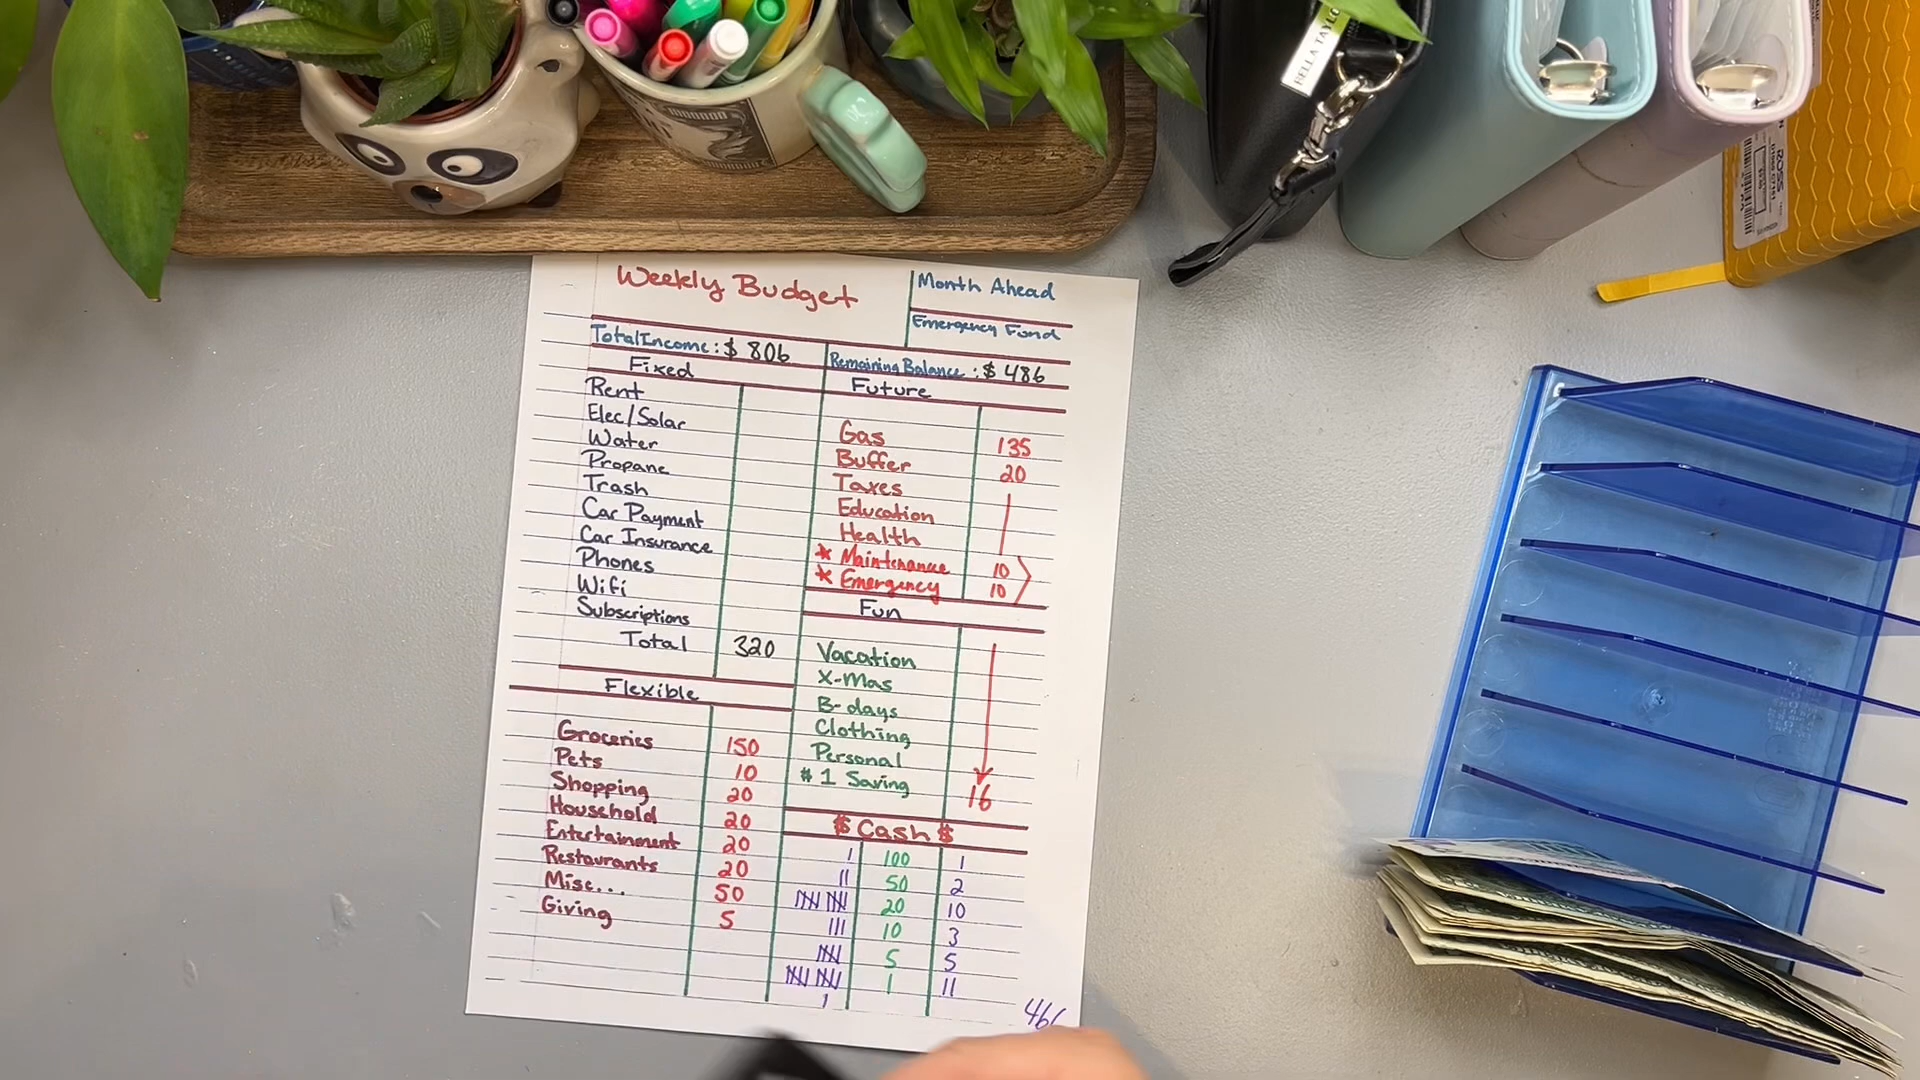 BELLA TAYLOR
ROSS
Weekly Budget
Month Ahead
Emergency Fund
Total Income: $ 806
Remaining Balance: $ 486
Fixed
Rent
Elec/Solar
Water
Propane
Trash
Car Payment
Car Insurance
Phones
Wifi
Subscriptions
Total 320
Flexible
Groceries 150
Pets 10
Shopping 20
Household 20
Entertainment 20
Restaurants 20
Misc... 50
Giving 5
Future
Gas 135
Buffer 20
Taxes
Education
Health
* Maintenance 10
* Emergency 10
Fun
Vacation
X-Mas
B-days
Clothing
Personal
# 1 Saving 16
$ Cash $
100 1
50 2
20 10
10 3
5 5
1 11